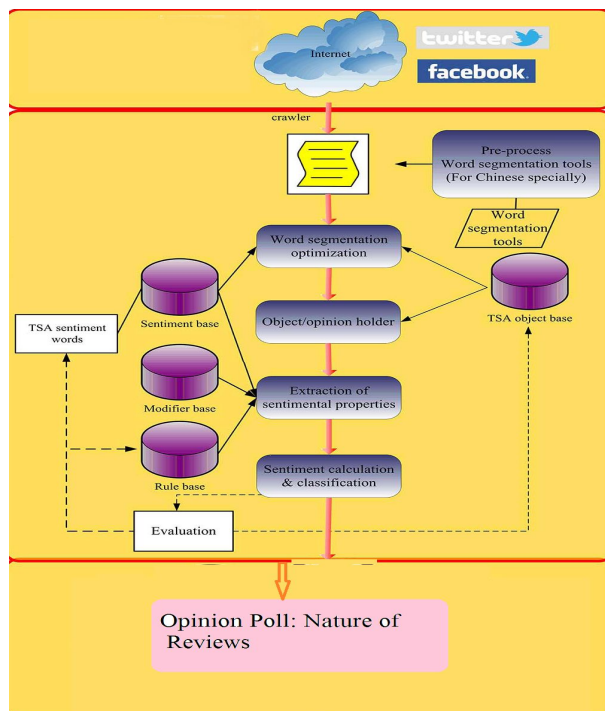 Internet
twitter
facebook
crawler
Pre-process
Word segmentation tools
(For Chinese specially)
Word
segmentation
tools
Word segmentation
optimization
Sentiment base
TSA object base
TSA sentiment
words
Object/opinion holder
Modifier base
Extraction of
sentimental properties
Rule base
Sentiment calculation
& classification
Evaluation
Opinion Poll: Nature of
Reviews